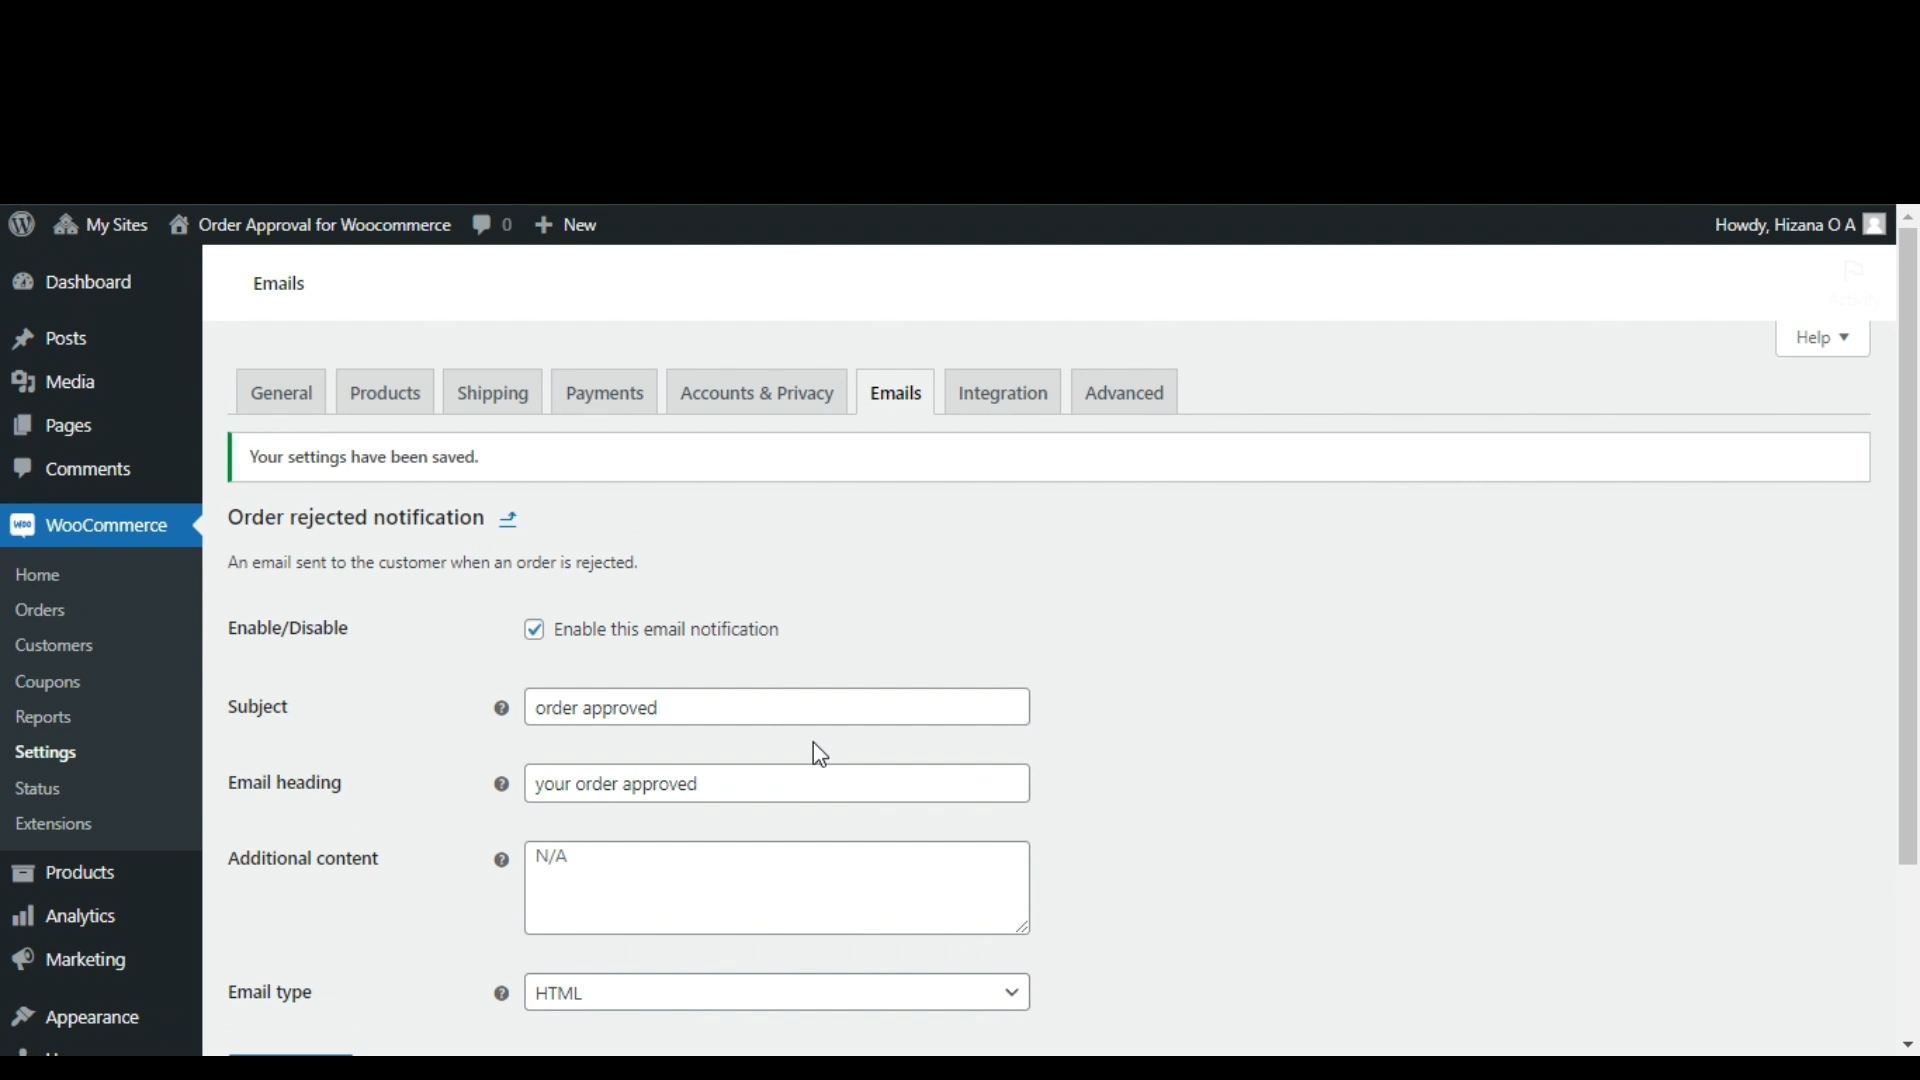 My Sites Order Approval for Woocommerce 0 New Howdy, Hizana O A
Dashboard
Posts
Media
Pages
Comments
WooCommerce
Home
Orders
Customers
Coupons
Reports
Settings
Status
Extensions
Products
Analytics
Marketing
Appearance
Emails
Help
General Products Shipping Payments Accounts & Privacy Emails Integration Advanced
Your settings have been saved.
Order rejected notification
An email sent to the customer when an order is rejected.
Enable/Disable Enable this email notification
Subject order approved
Email heading your order approved
Additional content N/A
Email type HTML